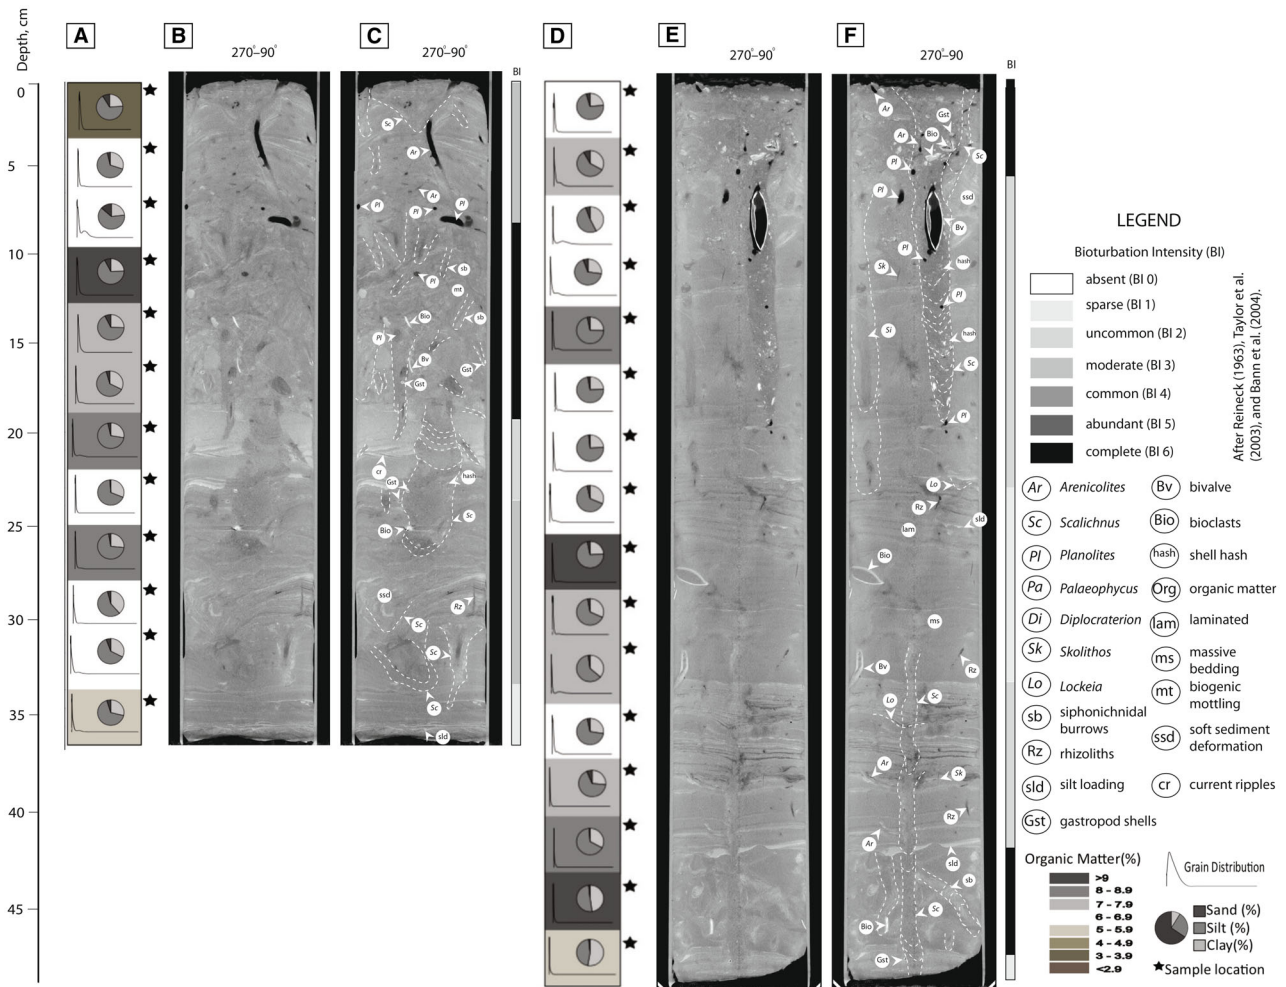 Depth, cm
0
5
10
15
20
25
30
35
40
45
A
B
270°–90°
C
270°–90°
BI
Sc
Ar
Ar
Pl
Pl
Pl
sb
Pl
mt
Bio
sb
Pl
Bv
Gst
Gst
cr
Gst
hash
Sc
Bio
ssd
Rz
Sc
Sc
Sc
sld
D
E
270°–90°
F
270°–90
BI
Ar
Gst
Ar
Bio
Sc
Pl
Pl
ssd
Bv
Pl
hash
Sk
Pl
Si
hash
Sc
Pl
Lo
Rz
sld
lam
Bio
ms
Bv
Rz
Lo
Sc
Ar
Sk
Rz
Ar
sld
sb
Sc
Bio
Gst
LEGEND
Bioturbation Intensity (BI)
absent (BI 0)
sparse (BI 1)
uncommon (BI 2)
moderate (BI 3)
common (BI 4)
abundant (BI 5)
complete (BI 6)
After Reineck (1963), Taylor et al.
(2003), and Bann et al. (2004).
Ar Arenicolites
Bv bivalve
Sc Scalichnus
Bio bioclasts
Pl Planolites
hash shell hash
Pa Palaeophycus
Org organic matter
Di Diplocraterion
lam laminated
Sk Skolithos
ms massive
bedding
Lo Lockeia
mt biogenic
mottling
sb siphonichnidal
burrows
ssd soft sediment
deformation
Rz rhizoliths
sld silt loading
cr current ripples
Gst gastropod shells
Organic Matter(%)
>9
8 – 8.9
7 – 7.9
6 – 6.9
5 – 5.9
4 – 4.9
3 – 3.9
<2.9
Grain Distribution
Sand (%)
Silt (%)
Clay(%)
Sample location